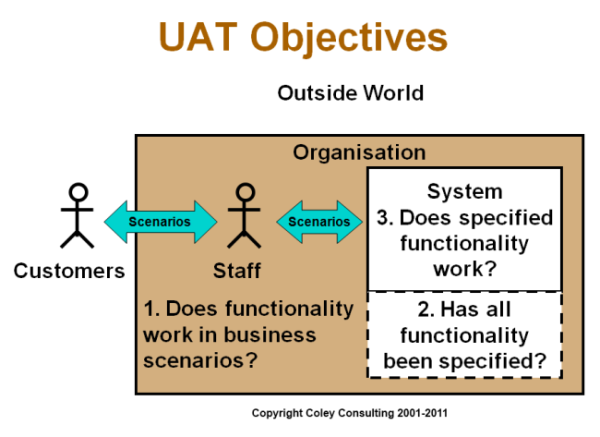 UAT Objectives
Outside World
Organisation
Scenarios
Scenarios
Customers
Staff
System
3. Does specified
functionality
work?
1. Does functionality
work in business
scenarios?
2. Has all
functionality
been specified?
Copyright Coley Consulting 2001-2011